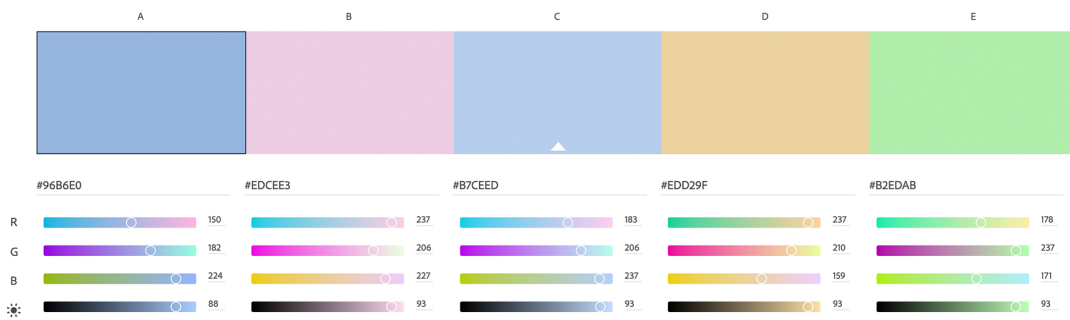 A B C D E
#96B6E0 #EDCEE3 #B7CEED #EDD29F #B2EDAB
R 150 237 183 237 178
G 182 206 206 210 237
B 224 227 237 159 171
88 93 93 93 93